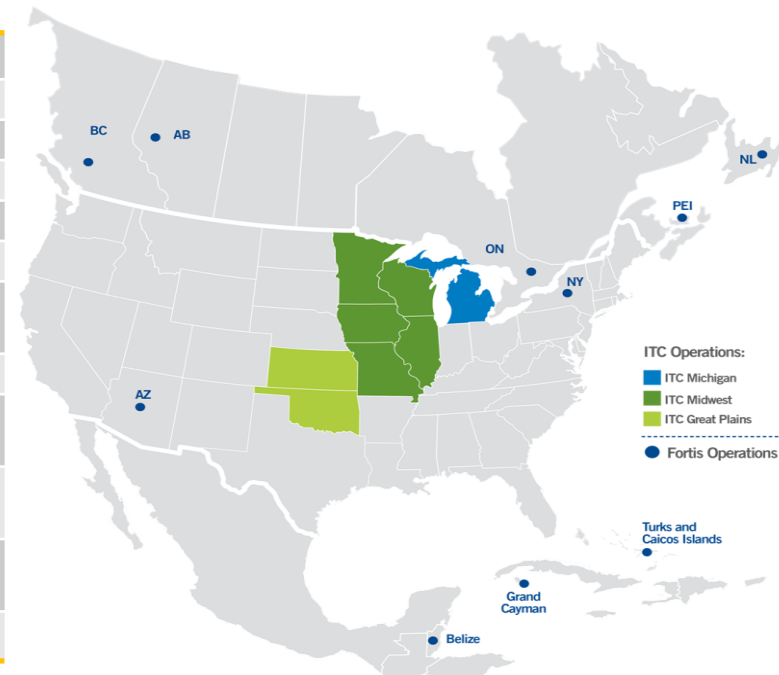 BC
AB
NL
PEI
ON
NY
AZ
ITC Operations:
ITC Michigan
ITC Midwest
ITC Great Plains
Fortis Operations
Turks and
Caicos Islands
Grand
Cayman
Belize